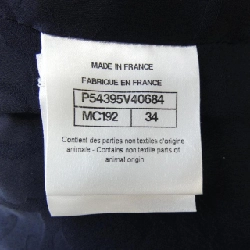 MADE IN FRANCE
FABRIQUE EN FRANCE
P54395V40684
MC192 34
Contient des parties non textiles d'origine
animale - Contains non textile parts of
animal origin